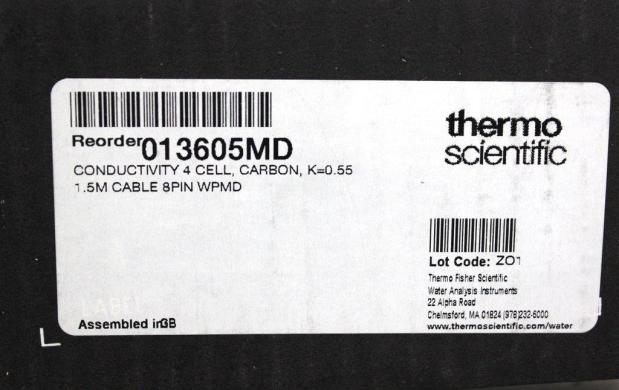 Reorder 013605MD
CONDUCTIVITY 4 CELL, CARBON, K=0.55
1.5M CABLE 8PIN WPMD
thermo
scientific
Lot Code: ZO1
Thermo Fisher Scientific
Water Analysis Instruments
22 Alpha Road
Chelmsford, MA 01824 (978)232-6000
www.thermoscientific.com/water
LABEL
Assembled in GB